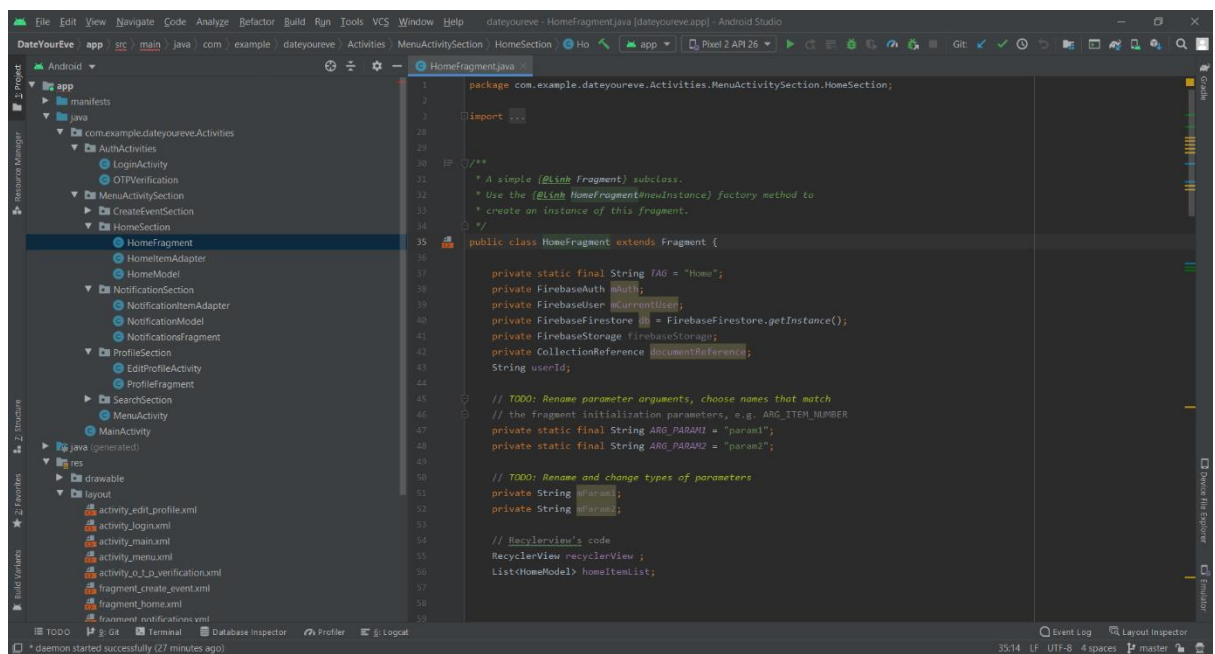 File Edit View Navigate Code Analyze Refactor Build Run Tools VCS Window Help dateyoureve - HomeFragment.java [dateyoureve.app] - Android Studio
DateYourEve app src main java com example dateyoureve Activities MenuActivitySection HomeSection Ho app Pixel 2 API 26 Git:
Android
HomeFragment.java
1: Project
Resource Manager
2: Structure
2: Favorites
Build Variants
app
manifests
java
com.example.dateyoureve.Activities
AuthActivities
LoginActivity
OTPVerification
MenuActivitySection
CreateEventSection
HomeSection
HomeFragment
HomeItemAdapter
HomeModel
NotificationSection
NotificationItemAdapter
NotificationModel
NotificationsFragment
ProfileSection
EditProfileActivity
ProfileFragment
SearchSection
MenuActivity
MainActivity
java (generated)
res
drawable
layout
activity_edit_profile.xml
activity_login.xml
activity_main.xml
activity_menu.xml
activity_o_t_p_verification.xml
fragment_create_event.xml
fragment_home.xml
fragment_notifications.xml
1 package com.example.dateyoureve.Activities.MenuActivitySection.HomeSection;
2
3 import ...
28
29
30 /**
31 * A simple {@link Fragment} subclass.
32 * Use the {@link HomeFragment#newInstance} factory method to
33 * create an instance of this fragment.
34 */
35 public class HomeFragment extends Fragment {
36
37 private static final String TAG = "Home";
38 private FirebaseAuth mAuth;
39 private FirebaseUser mCurrentUser;
40 private FirebaseFirestore db = FirebaseFirestore.getInstance();
41 private FirebaseStorage firebaseStorage;
42 private CollectionReference documentReference;
43 String userId;
44
45 // TODO: Rename parameter arguments, choose names that match
46 // the fragment initialization parameters, e.g. ARG_ITEM_NUMBER
47 private static final String ARG_PARAM1 = "param1";
48 private static final String ARG_PARAM2 = "param2";
49
50 // TODO: Rename and change types of parameters
51 private String mParam1;
52 private String mParam2;
53
54 // Recylerview's code
55 RecyclerView recyclerView ;
56 List<HomeModel> homeItemList;
57
58
59
Gradle
Device File Explorer
Emulator
TODO 9: Git Terminal Database Inspector Profiler 6: Logcat Event Log Layout Inspector
* daemon started successfully (27 minutes ago) 35:14 LF UTF-8 4 spaces master